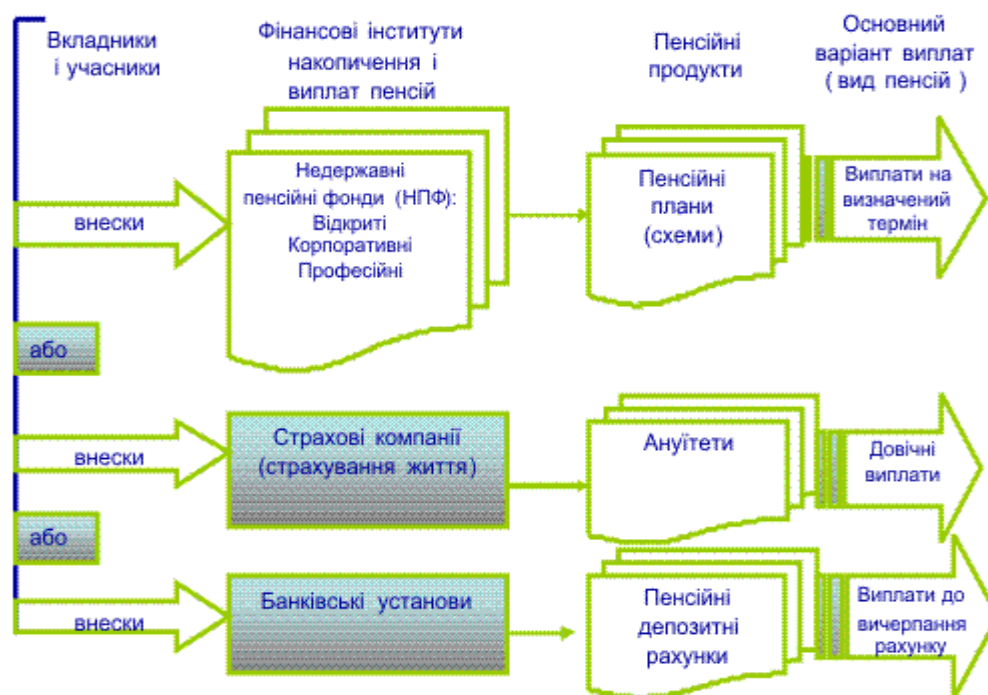 Вкладники
і учасники
Фінансові інститути
накопичення і
виплат пенсій
Пенсійні
продукти
Основний
варіант виплат
( вид пенсій )
внески
Недержавні
пенсійні фонди (НПФ):
Відкриті
Корпоративні
Професійні
Пенсійні
плани
(схеми)
Виплати на
визначений
термін
або
внески
Страхові компанії
(страхування життя)
Ануїтети
Довічні
виплати
або
внески
Банківські установи
Пенсійні
депозитні
рахунки
Виплати до
вичерпання
рахунку